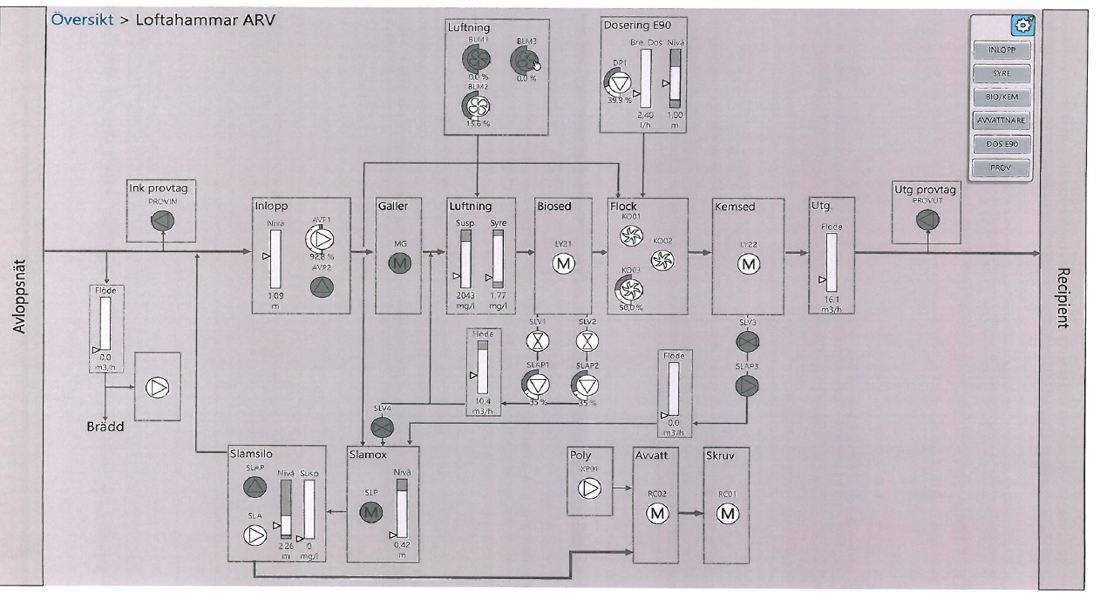 Översikt > Loftahammar ARV
Luftning
BLM1
BLM3
0,0 %
0,0 %
BLM2
15,6 %
Dosering E90
Bre. Dos
Nivå
DP1
39,9 %
2,40
l/h
1,00
m
INLOPP
SYRE
BIO/KEM
AVVATTNARE
DOS E90
PROV
Avloppsnät
Recipient
Ink provtag
PROVIN
Utg provtag
PROVUT
Inlopp
Nivå
AVP1
92,8 %
AVP2
1,09
m
Galler
MG
M
Luftning
Susp.
Syre
2043
mg/l
1,77
mg/l
Biosed
LY21
M
Flock
KO01
KO02
KO03
50,0 %
Kemsed
LY22
M
Utg.
Flöde
16,1
m3/h
Flöde
0,0
m3/h
Brädd
SLV1
SLV2
SLAP1
SLAP2
35 %
35 %
Flöde
10,4
m3/h
SLV3
SLAP3
Flöde
0,0
m3/h
SLV4
Slamsilo
SLAP
Nivå
Susp
SLA
2,26
m
0
mg/l
Slamox
Nivå
SLP
M
0,42
m
Poly
XP01
Avvatt.
RC02
M
Skruv
RC01
M